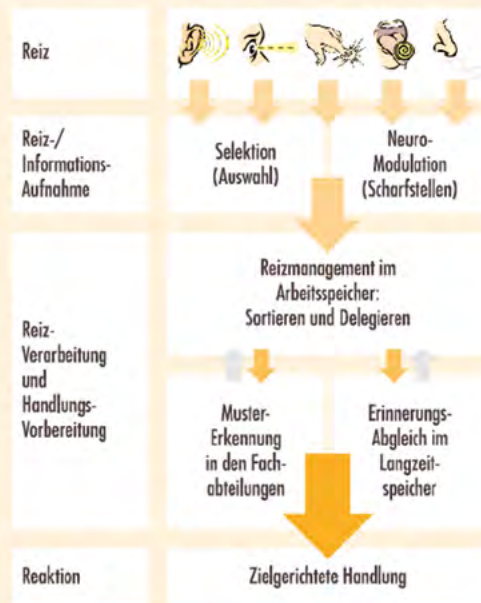 Reiz
Reiz-/
Informations-
Aufnahme
Selektion
(Auswahl)
Neuro-
Modulation
(Scharfstellen)
Reizmanagement im
Arbeitsspeicher:
Sortieren und Delegieren
Reiz-
Verarbeitung
und
Handlungs-
Vorbereitung
Muster-
Erkennung
in den Fach-
abteilungen
Erinnerungs-
Abgleich im
Langzeit-
speicher
Reaktion
Zielgerichtete Handlung